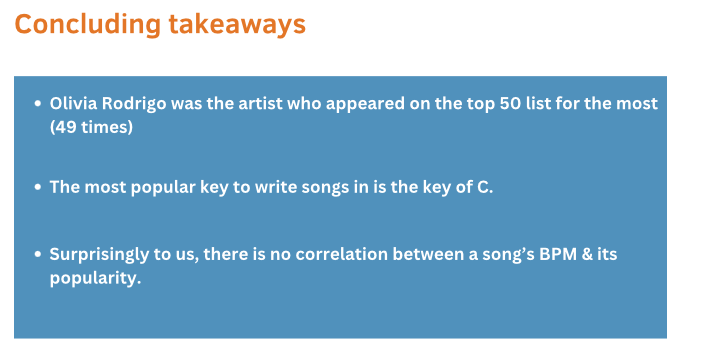 Concluding takeaways
• Olivia Rodrigo was the artist who appeared on the top 50 list for the most
(49 times)
• The most popular key to write songs in is the key of C.
• Surprisingly to us, there is no correlation between a song’s BPM & its
popularity.